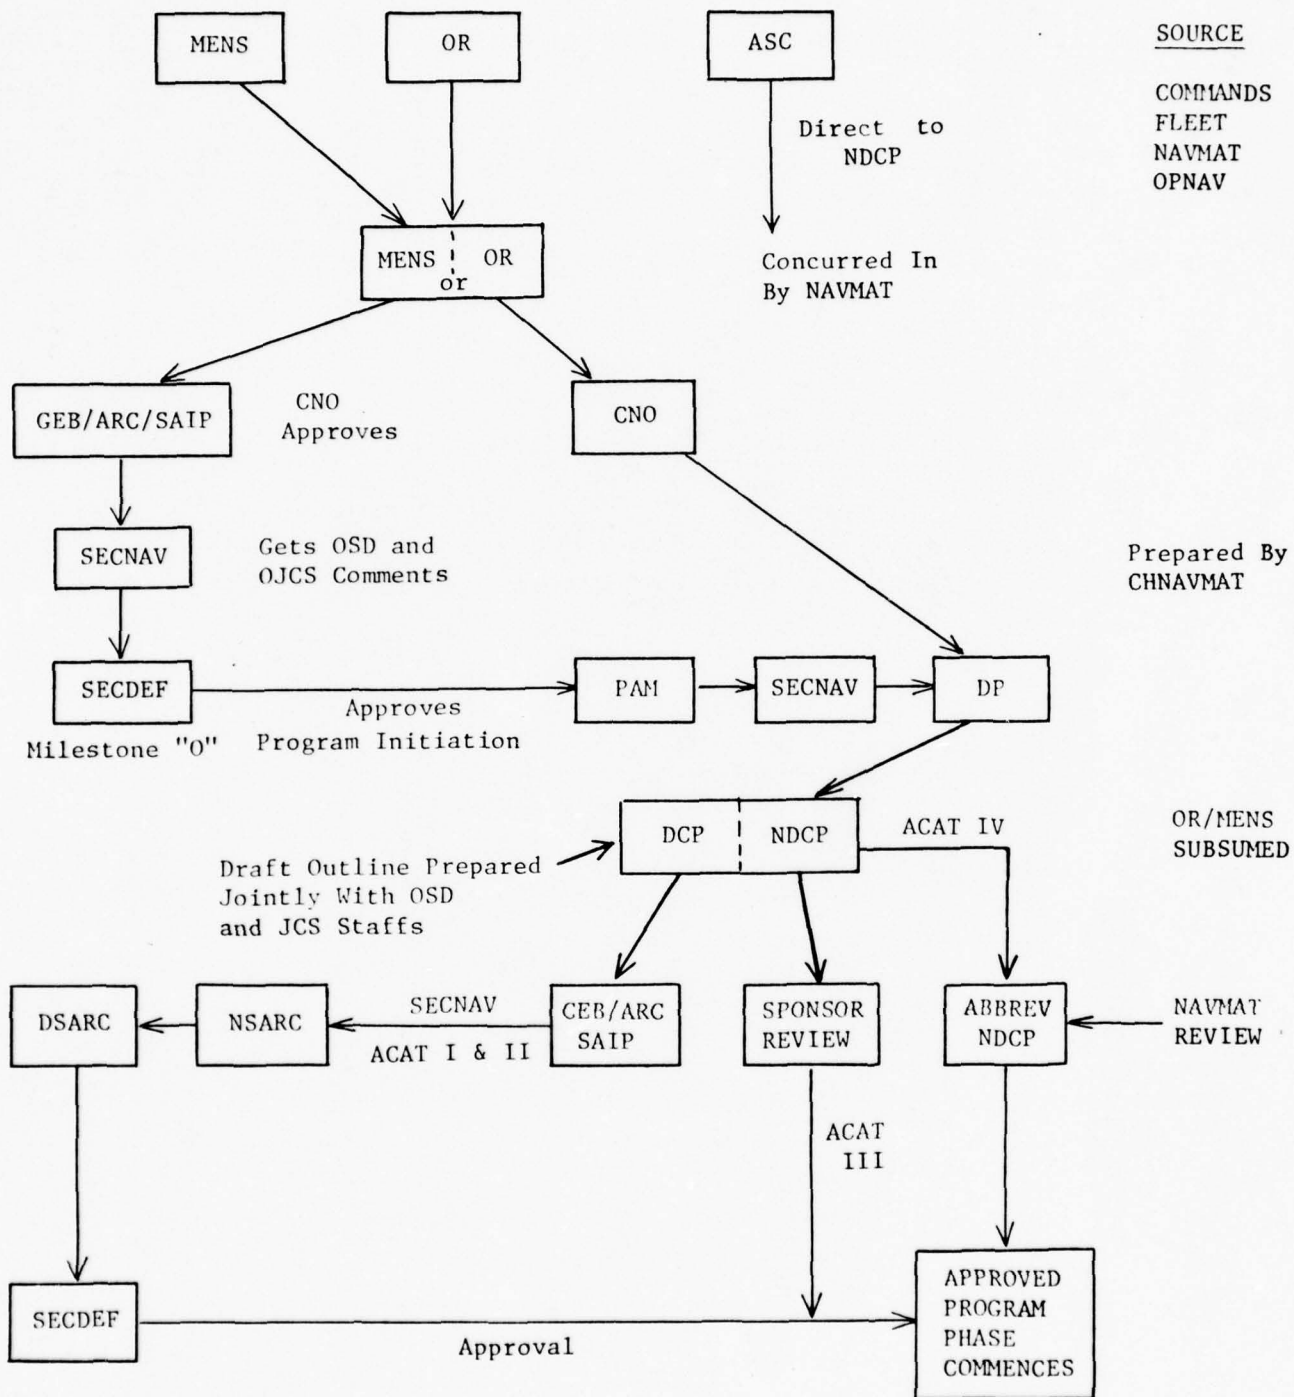 MENS
OR
ASC
SOURCE
COMMANDS
FLEET
NAVMAT
OPNAV
Direct to
NDCP
Concurred In
By NAVMAT
MENS OR
or
GEB/ARC/SAIP
CNO
Approves
CNO
SECNAV
Gets OSD and
OJCS Comments
Prepared By
CHNAVMAT
SECDEF
Approves
Program Initiation
Milestone "O"
PAM
SECNAV
DP
DCP
NDCP
ACAT IV
OR/MENS
SUBSUMED
Draft Outline Prepared
Jointly With OSD
and JCS Staffs
DSARC
NSARC
SECNAV
ACAT I & II
CEB/ARC
SAIP
SPONSOR
REVIEW
ABBREV
NDCP
NAVMAT
REVIEW
ACAT
III
SECDEF
Approval
APPROVED
PROGRAM
PHASE
COMMENCES